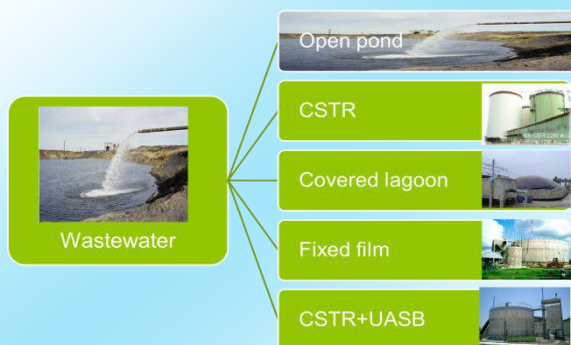 Open pond
CSTR
Covered lagoon
Wastewater
Fixed film
CSTR+UASB